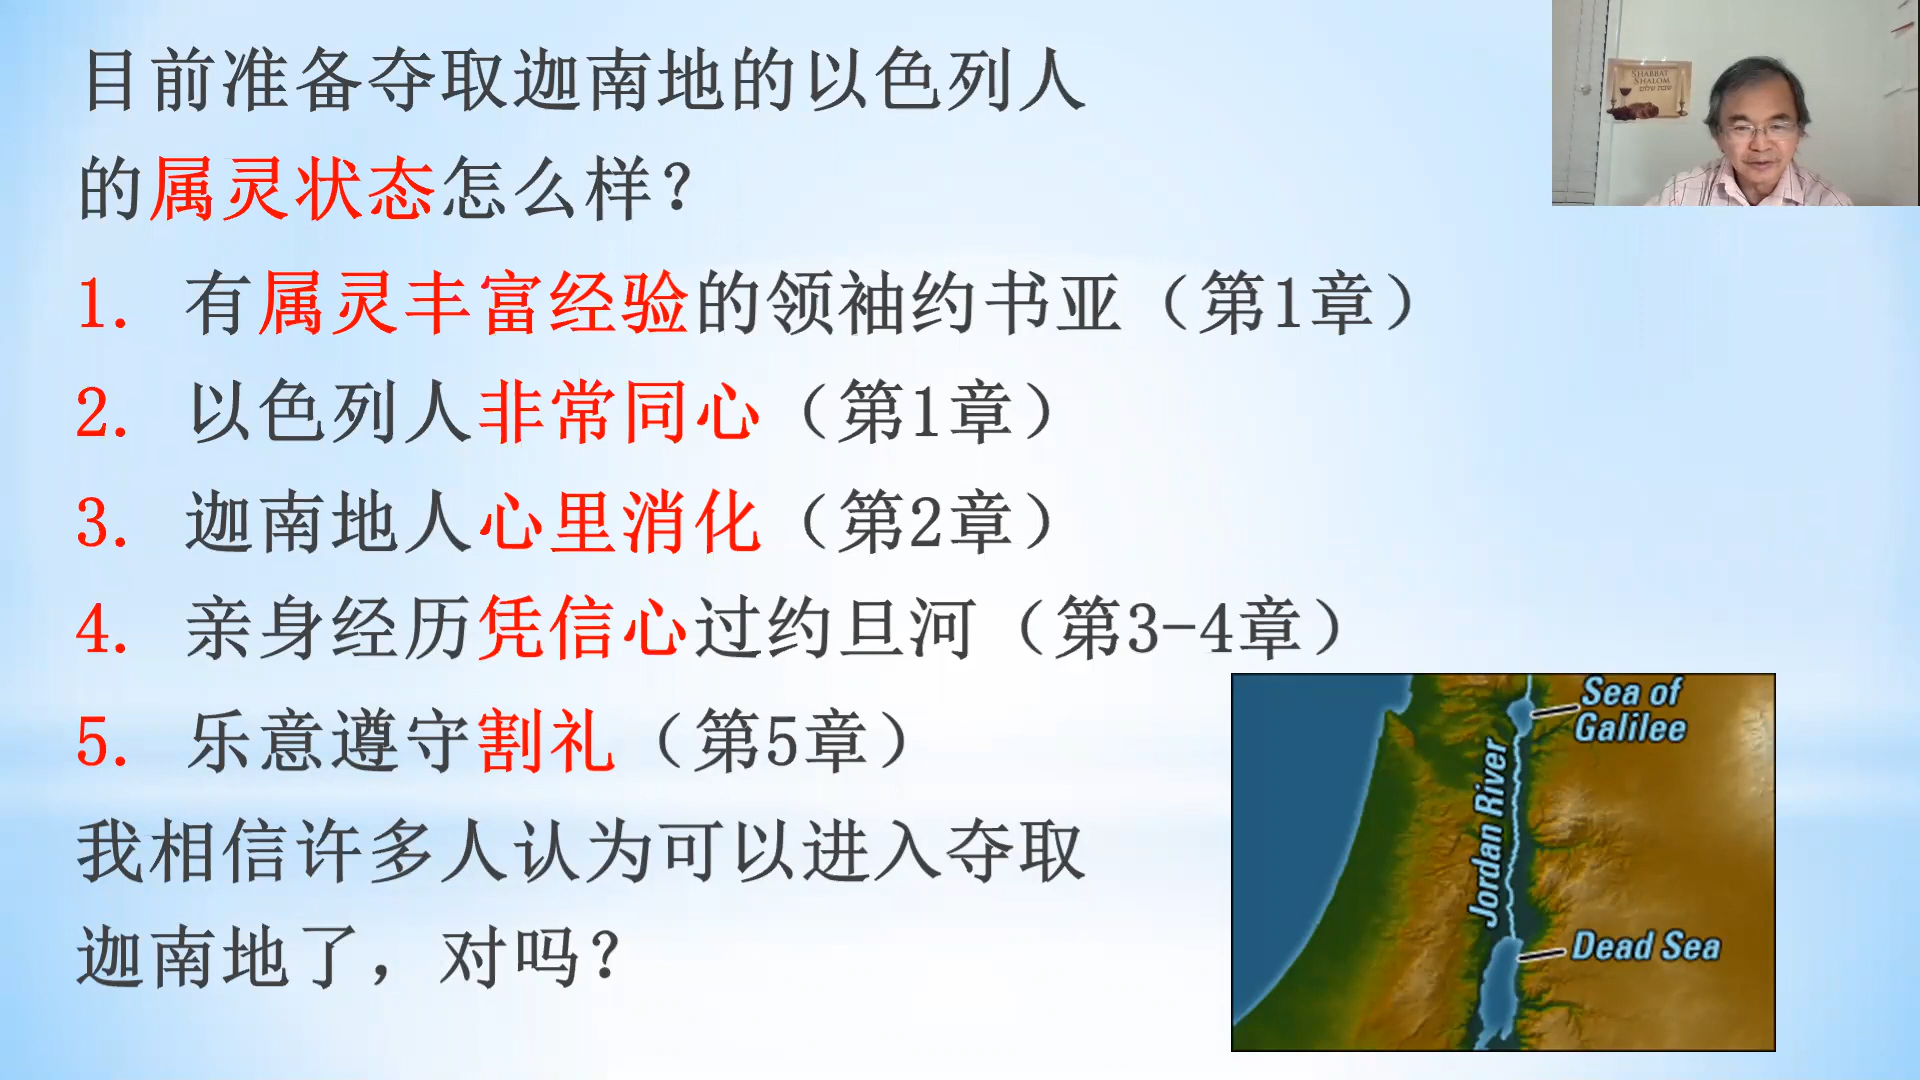 目前准备夺取迦南地的以色列人
的属灵状态怎么样？
1. 有属灵丰富经验的领袖约书亚（第1章）
2. 以色列人非常同心（第1章）
3. 迦南地人心里消化（第2章）
4. 亲身经历凭信心过约旦河（第3-4章）
5. 乐意遵守割礼（第5章）
我相信许多人认为可以进入夺取
迦南地了，对吗？
SHABBAT
SHALOM
שבת שלום
Sea of
Galilee
Jordan River
Dead Sea